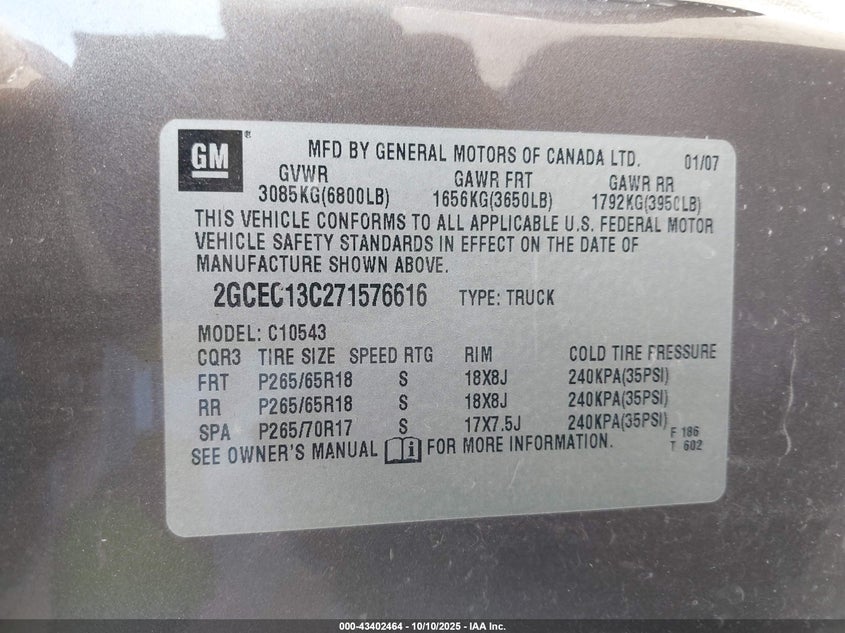 GM ® MFD BY GENERAL MOTORS OF CANADA LTD. 01/07
GVWR GAWR FRT GAWR RR
3085KG(6800LB) 1656KG(3650LB) 1792KG(3950LB)
THIS VEHICLE CONFORMS TO ALL APPLICABLE U.S. FEDERAL MOTOR
VEHICLE SAFETY STANDARDS IN EFFECT ON THE DATE OF
MANUFACTURE SHOWN ABOVE.
2GCEC13C271576616 TYPE: TRUCK
MODEL: C10543
CQR3 TIRE SIZE SPEED RTG RIM COLD TIRE PRESSURE
FRT P265/65R18 S 18X8J 240KPA(35PSI)
RR P265/65R18 S 18X8J 240KPA(35PSI)
SPA P265/70R17 S 17X7.5J 240KPA(35PSI)
SEE OWNER'S MANUAL i FOR MORE INFORMATION.
F 186
T 602
000-43402464 - 10/10/2025 - IAA Inc.